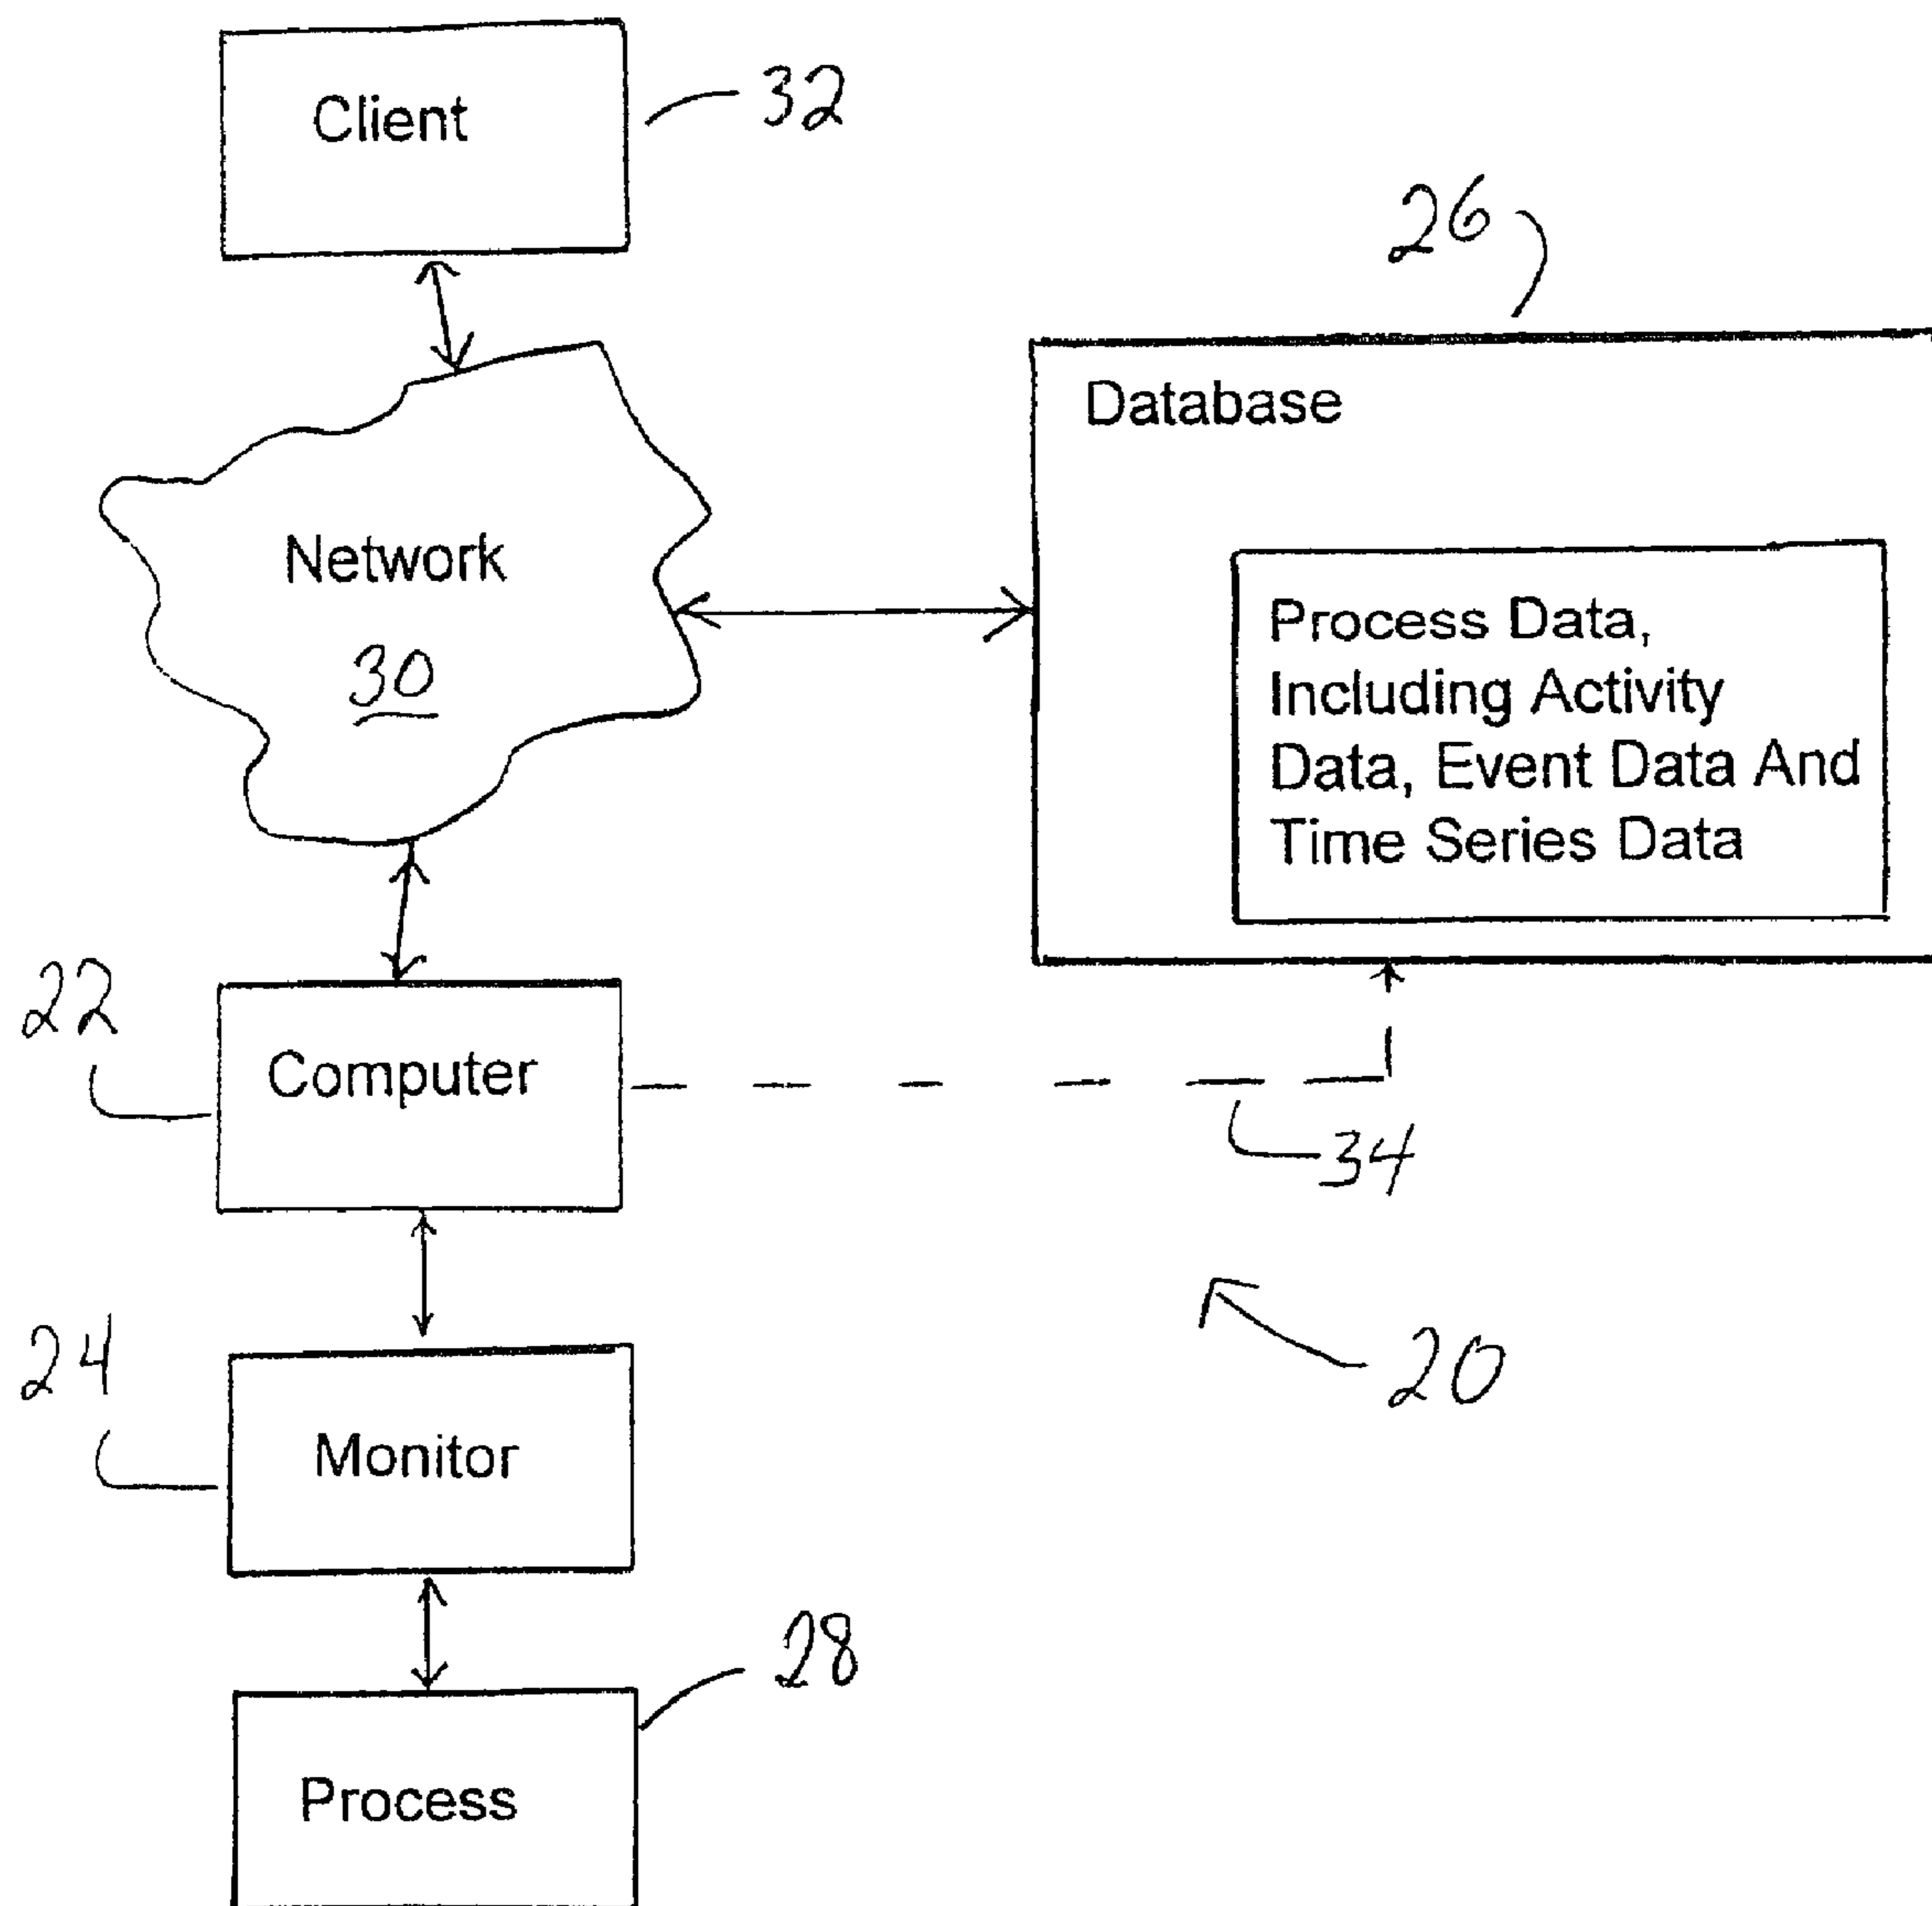 Client
32
26
Database
Network
30
Process Data,
Including Activity
Data, Event Data And
Time Series Data
22
Computer
34
24
Monitor
20
28
Process